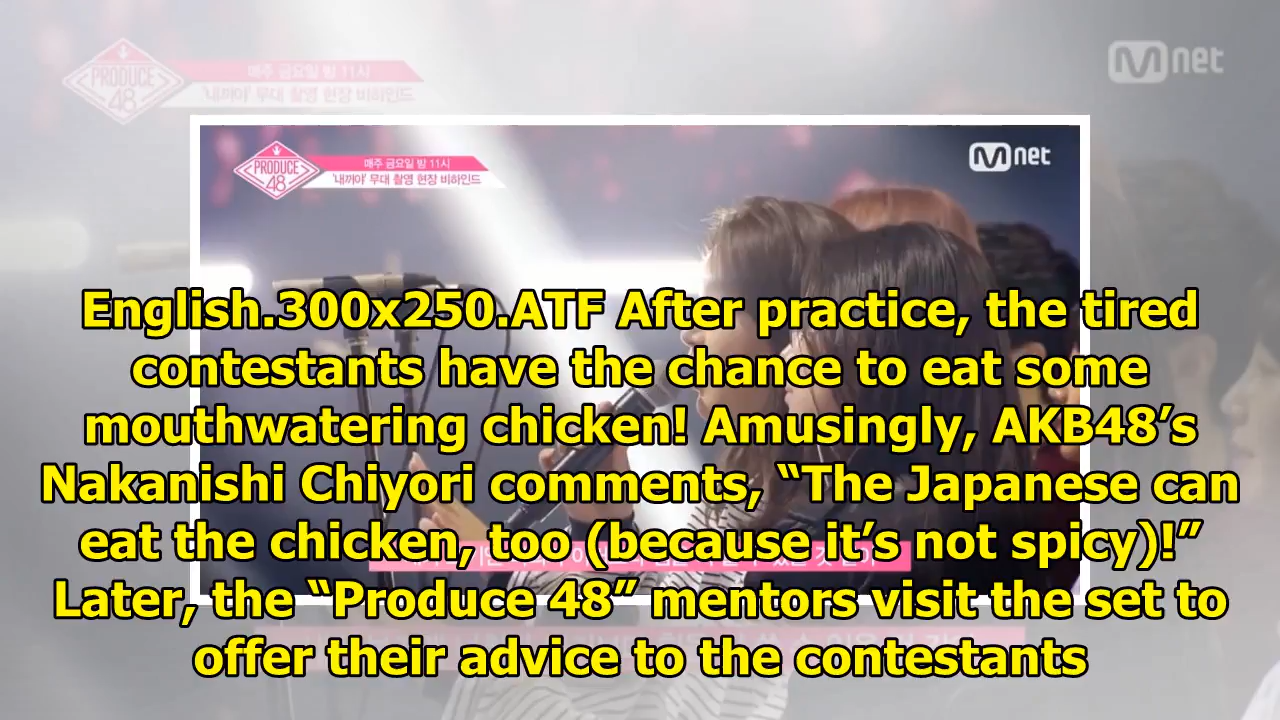 PRODUCE
48
매주 금요일 밤 11시
'내꺼야' 무대 촬영 현장 비하인드
Mnet
PRODUCE
48
매주 금요일 밤 11시
'내꺼야' 무대 촬영 현장 비하인드
Mnet
English.300x250.ATF After practice, the tired
contestants have the chance to eat some
mouthwatering chicken! Amusingly, AKB48’s
Nakanishi Chiyori comments, “The Japanese can
eat the chicken, too (because it’s not spicy)!”
Later, the “Produce 48” mentors visit the set to
offer their advice to the contestants